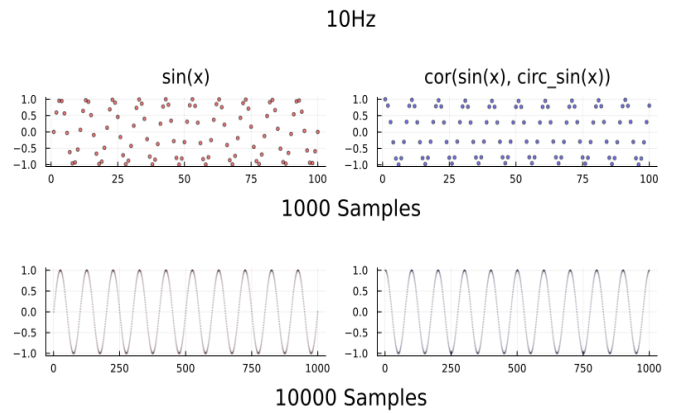 10Hz
sin(x) cor(sin(x), circ_sin(x))
1.0 1.0
0.5 0.5
0.0 0.0
−0.5 −0.5
−1.0 −1.0
0 25 50 75 100 0 25 50 75 100
1000 Samples
1.0 1.0
0.5 0.5
0.0 0.0
−0.5 −0.5
−1.0 −1.0
0 250 500 750 1000 0 250 500 750 1000
10000 Samples